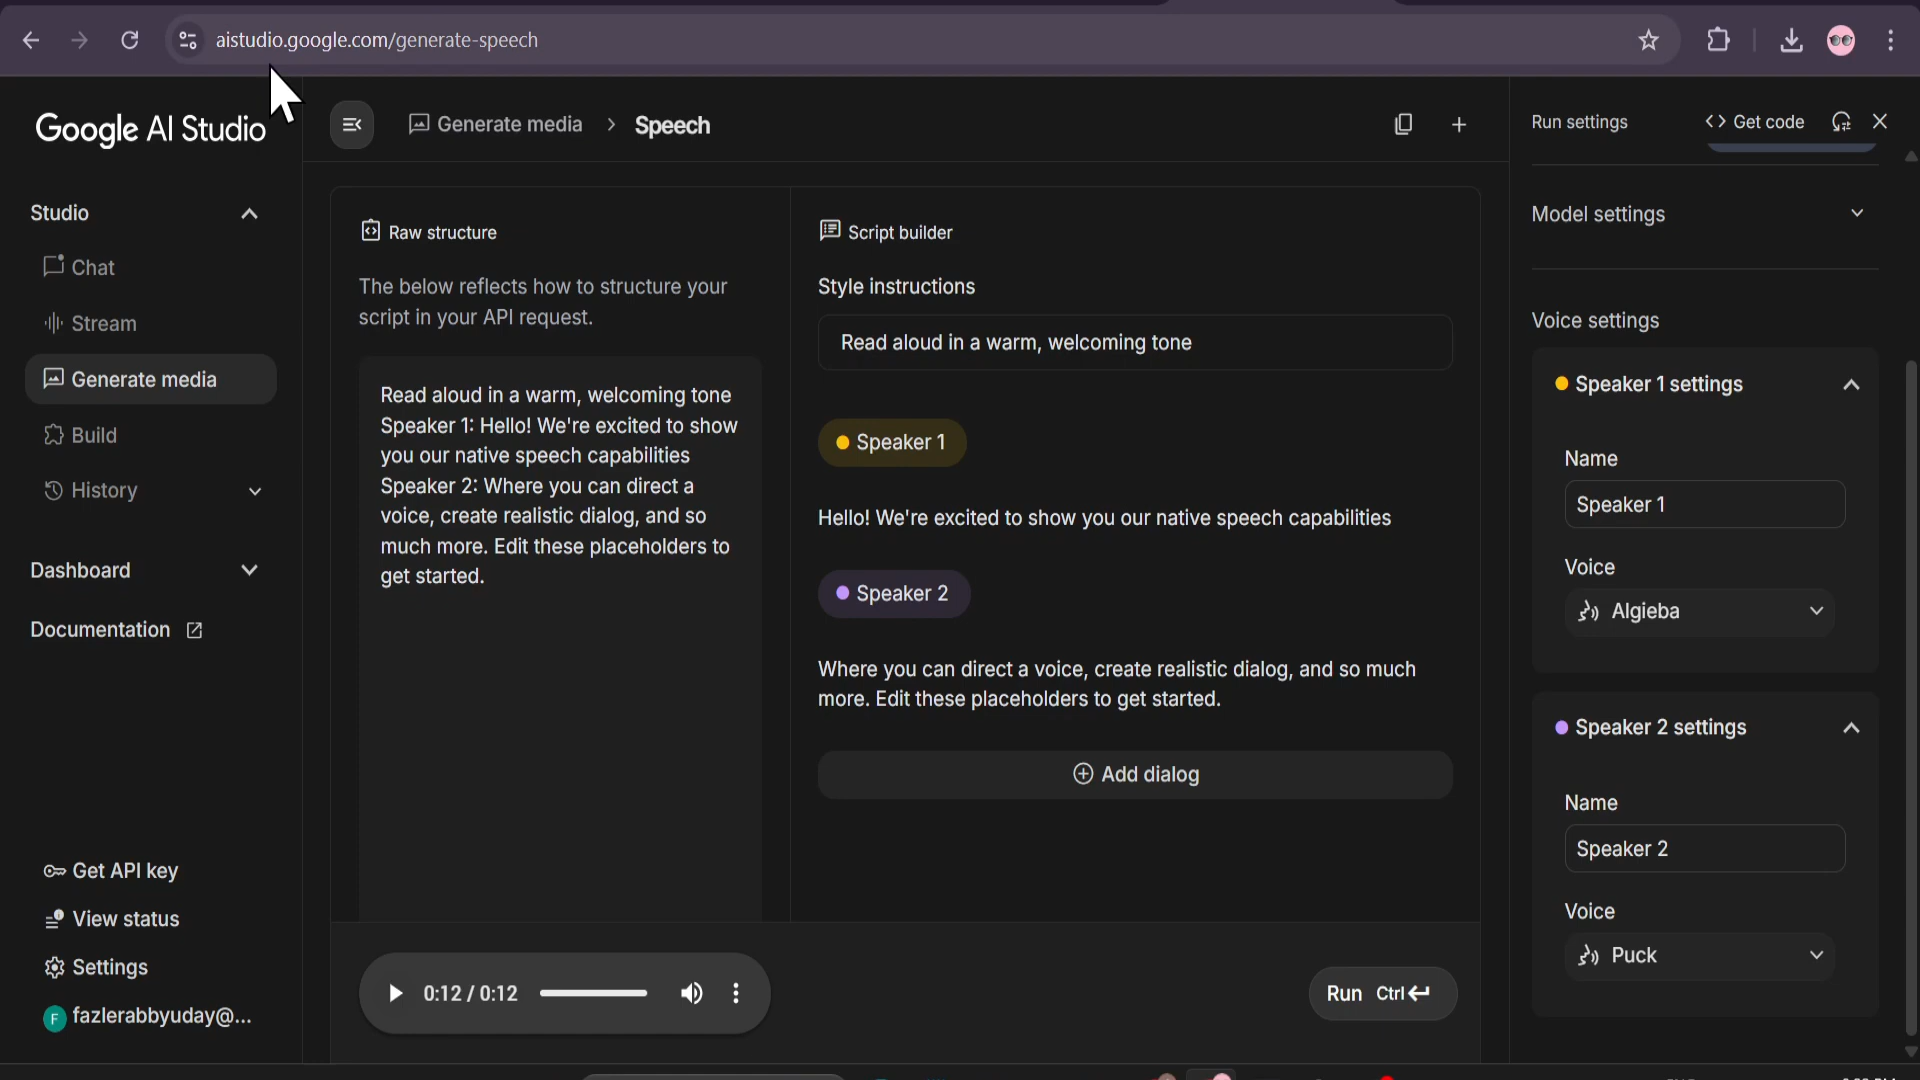 aistudio.google.com/generate-speech
Google AI Studio
Generate media > Speech
Run settings
<> Get code
Studio
Chat
Stream
Generate media
Build
History
Dashboard
Documentation
Get API key
View status
Settings
F fazlerabbyuday@...
Raw structure
The below reflects how to structure your
script in your API request.
Read aloud in a warm, welcoming tone
Speaker 1: Hello! We're excited to show
you our native speech capabilities
Speaker 2: Where you can direct a
voice, create realistic dialog, and so
much more. Edit these placeholders to
get started.
Script builder
Style instructions
Read aloud in a warm, welcoming tone
Speaker 1
Hello! We're excited to show you our native speech capabilities
Speaker 2
Where you can direct a voice, create realistic dialog, and so much
more. Edit these placeholders to get started.
Add dialog
0:12 / 0:12
Run Ctrl
Model settings
Voice settings
Speaker 1 settings
Name
Speaker 1
Voice
Algieba
Speaker 2 settings
Name
Speaker 2
Voice
Puck